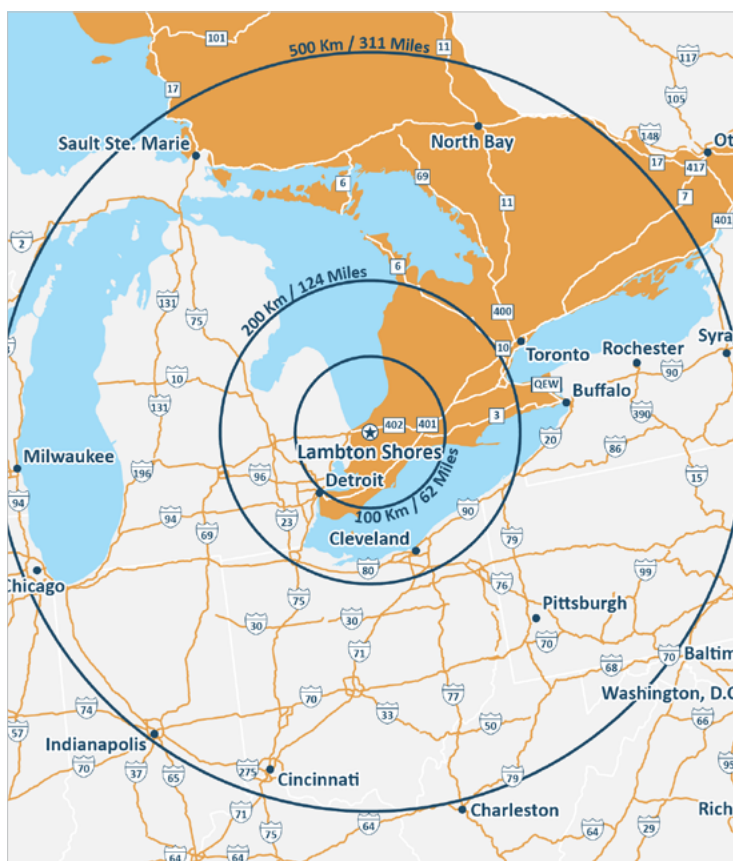 101
500 Km / 311 Miles
11
117
17
105
Sault Ste. Marie
North Bay
148
Ot
17
417
6
69
7
11
401
2
6
200 Km / 124 Miles
131
75
400
10
Toronto
Rochester
Syra
10
90
QEW
131
Buffalo
3
402
401
390
Lambton Shores
20
86
Milwaukee
196
96
15
Detroit
94
100 Km / 62 Miles
90
94
23
69
79
Cleveland
80
99
Chicago
76
75
Pittsburgh
30
30
70
71
70
Baltim
68
77
Washington, D.C
70
74
33
50
66
57
Indianapolis
70
37
65
275
Cincinnati
79
95
71
Charleston
Rich
75
64
64
29
64
64